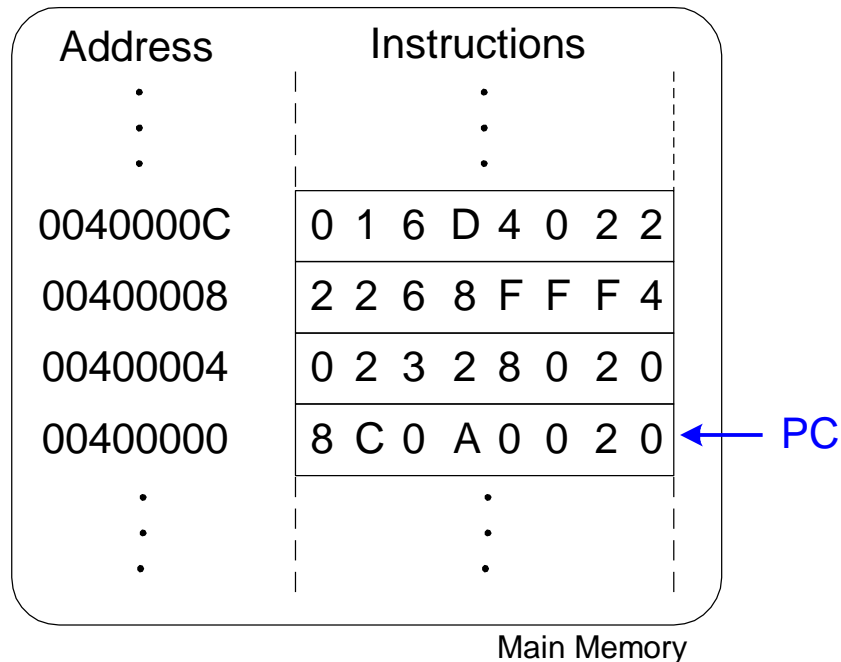 Address Instructions
0040000C 0 1 6 D 4 0 2 2
00400008 2 2 6 8 F F F 4
00400004 0 2 3 2 8 0 2 0
00400000 8 C 0 A 0 0 2 0 PC
Main Memory